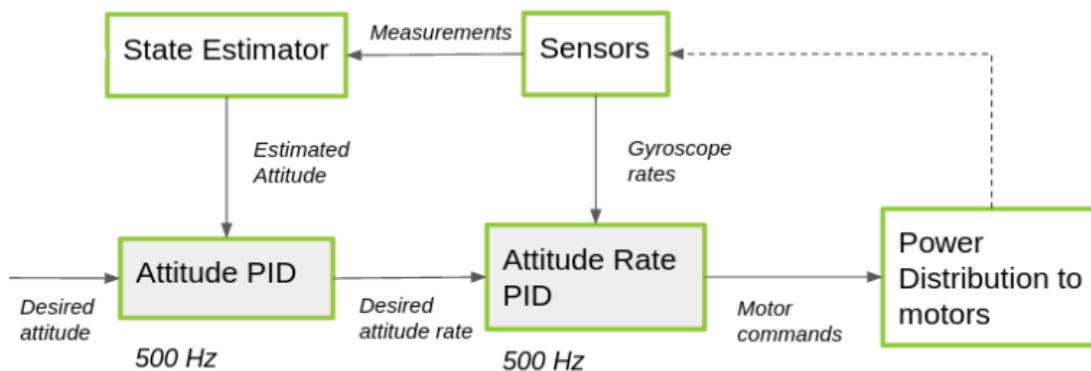 State Estimator
Measurements
Sensors
Estimated
Attitude
Gyroscope
rates
Attitude PID
Attitude Rate
PID
Power
Distribution to
motors
Desired
attitude
Desired
attitude rate
Motor
commands
500 Hz
500 Hz